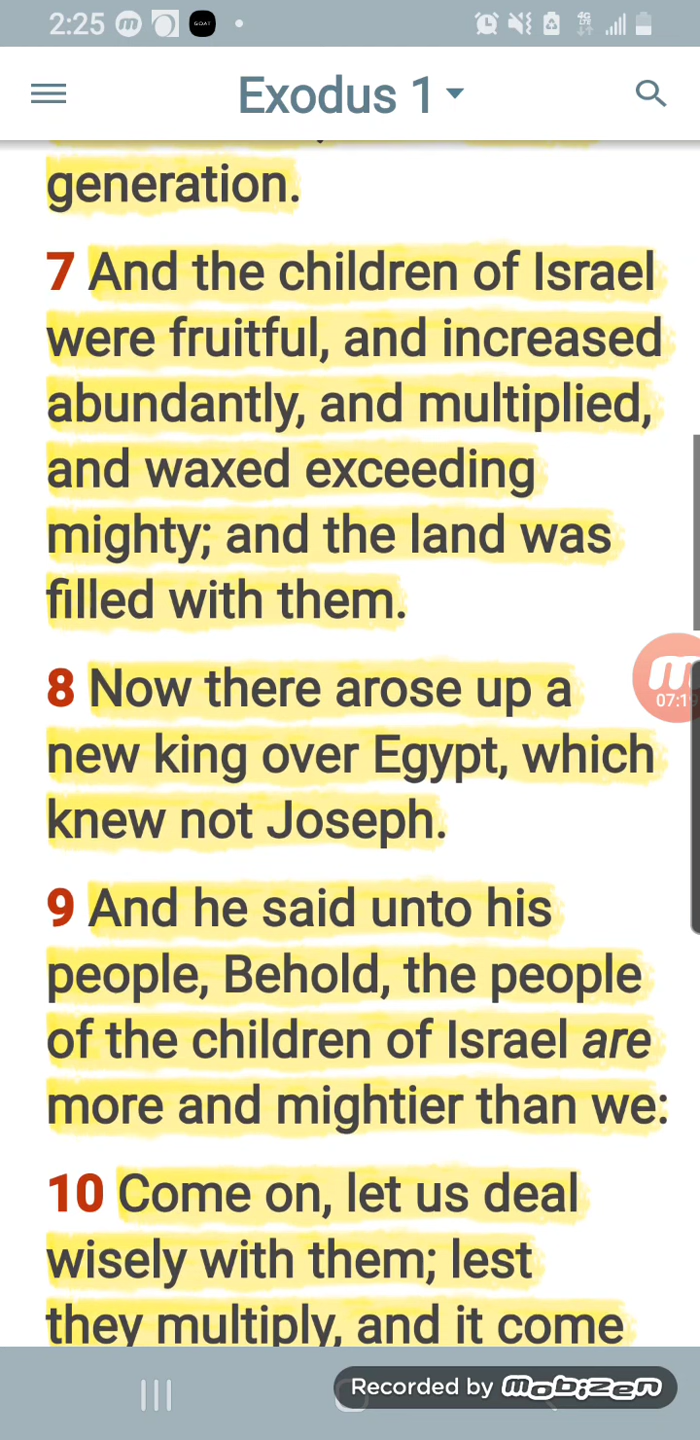 2:25
GOAT
4G
Exodus 1
generation.
7 And the children of Israel
were fruitful, and increased
abundantly, and multiplied,
and waxed exceeding
mighty; and the land was
filled with them.
8 Now there arose up a
new king over Egypt, which
knew not Joseph.
07:19
9 And he said unto his
people, Behold, the people
of the children of Israel are
more and mightier than we:
10 Come on, let us deal
wisely with them; lest
they multiply, and it come
Recorded by mobizen